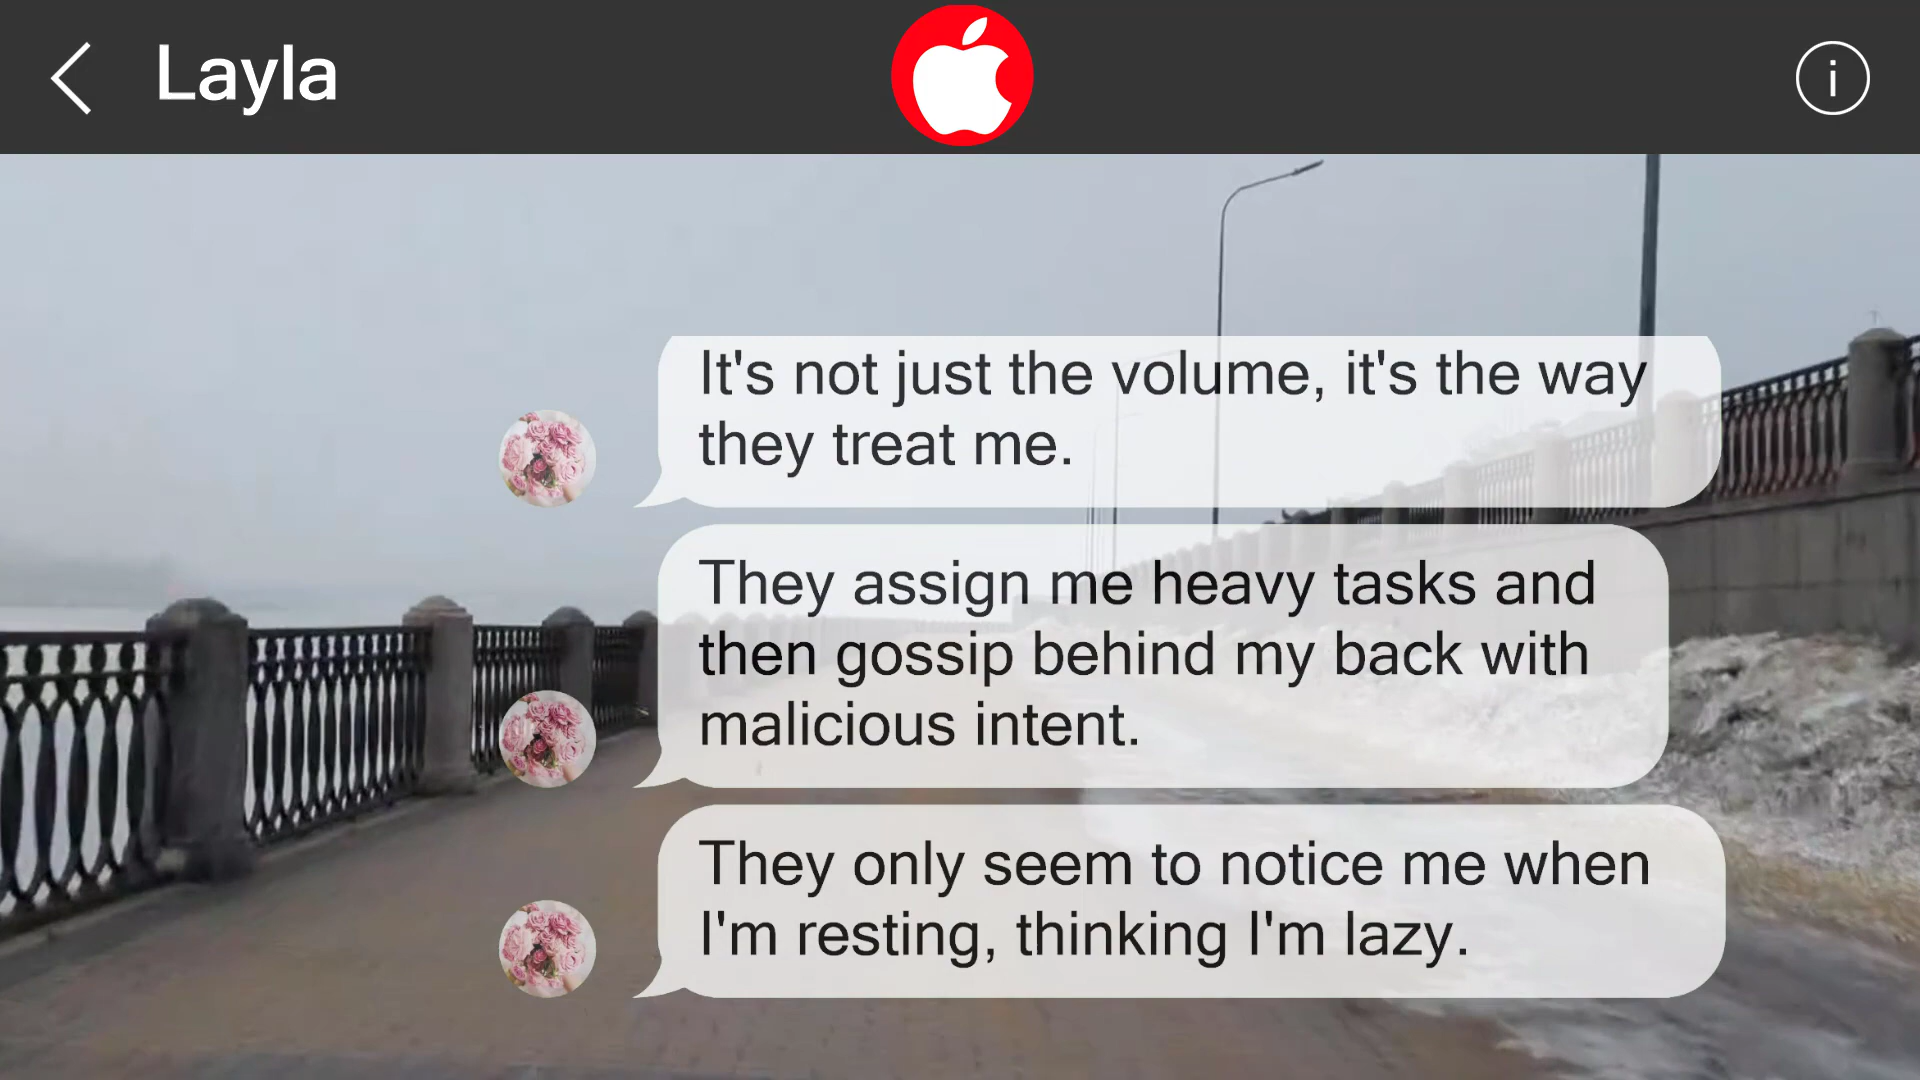 Layla
It's not just the volume, it's the way
they treat me.
They assign me heavy tasks and
then gossip behind my back with
malicious intent.
They only seem to notice me when
I'm resting, thinking I'm lazy.